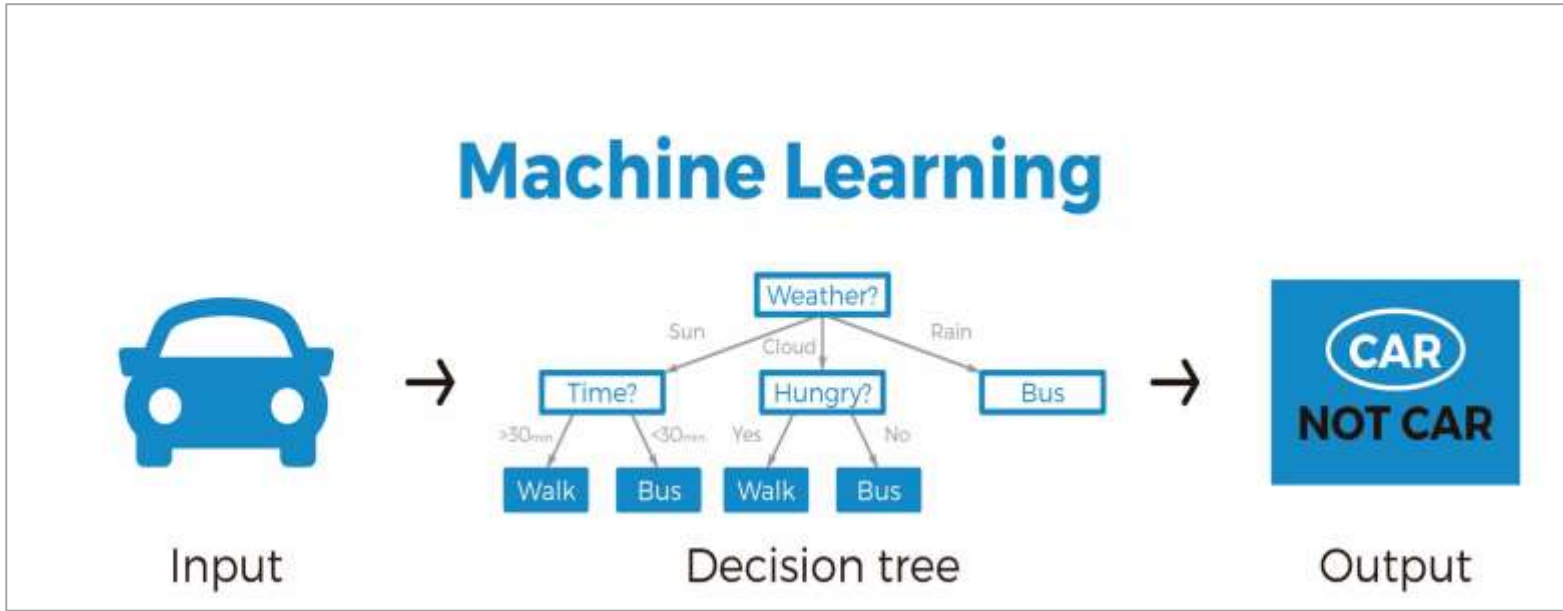 Machine Learning
Weather?
Sun
Cloud
Rain
Time?
Hungry?
Bus
>30min
<30min
Yes
No
Walk
Bus
Walk
Bus
CAR
NOT CAR
Input
Decision tree
Output